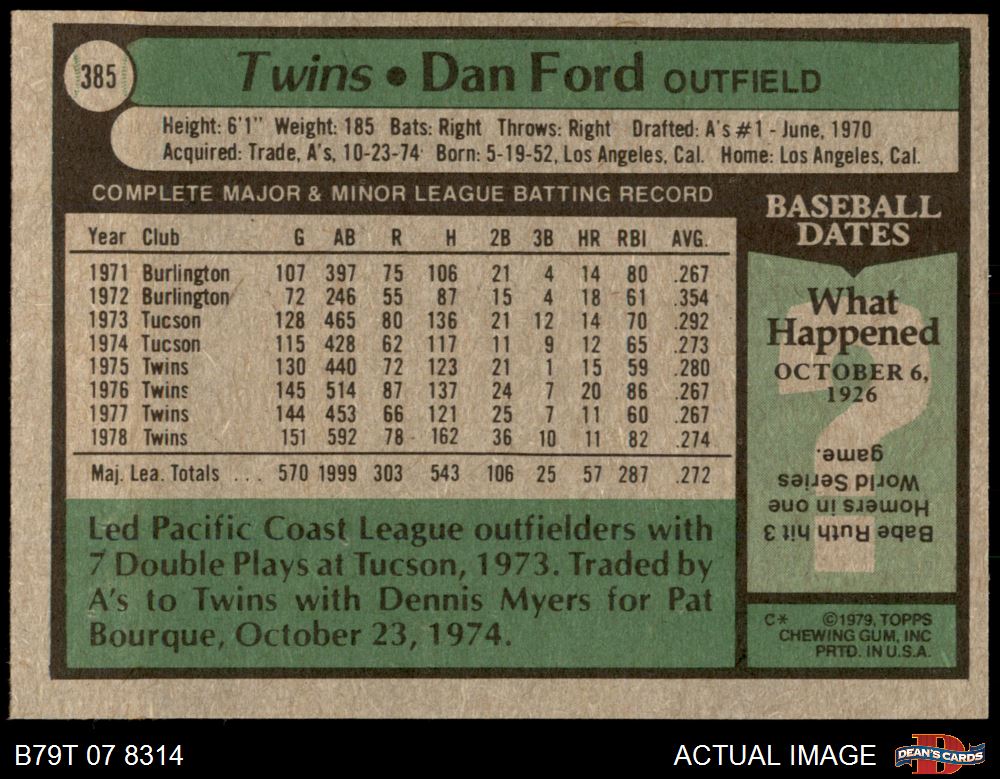 385
Twins • Dan Ford OUTFIELD
Height: 6'1" Weight: 185 Bats: Right Throws: Right Drafted: A's #1 - June, 1970
Acquired: Trade, A's, 10-23-74 Born: 5-19-52, Los Angeles, Cal. Home: Los Angeles, Cal.
COMPLETE MAJOR & MINOR LEAGUE BATTING RECORD
Year Club G AB R H 2B 3B HR RBI AVG.
1971 Burlington 107 397 75 106 21 4 14 80 .267
1972 Burlington 72 246 55 87 15 4 18 61 .354
1973 Tucson 128 465 80 136 21 12 14 70 .292
1974 Tucson 115 428 62 117 11 9 12 65 .273
1975 Twins 130 440 72 123 21 1 15 59 .280
1976 Twins 145 514 87 137 24 7 20 86 .267
1977 Twins 144 453 66 121 25 7 11 60 .267
1978 Twins 151 592 78 162 36 10 11 82 .274
Maj. Lea. Totals ... 570 1999 303 543 106 25 57 287 .272
Led Pacific Coast League outfielders with
7 Double Plays at Tucson, 1973. Traded by
A's to Twins with Dennis Myers for Pat
Bourque, October 23, 1974.
BASEBALL
DATES
What
Happened
OCTOBER 6,
1926
Babe Ruth hit 3
Homers in one
World Series
game.
C* ©1979, TOPPS
CHEWING GUM, INC
PRTD. IN U.S.A.
B79T 07 8314
ACTUAL IMAGE
DEAN'S CARDS